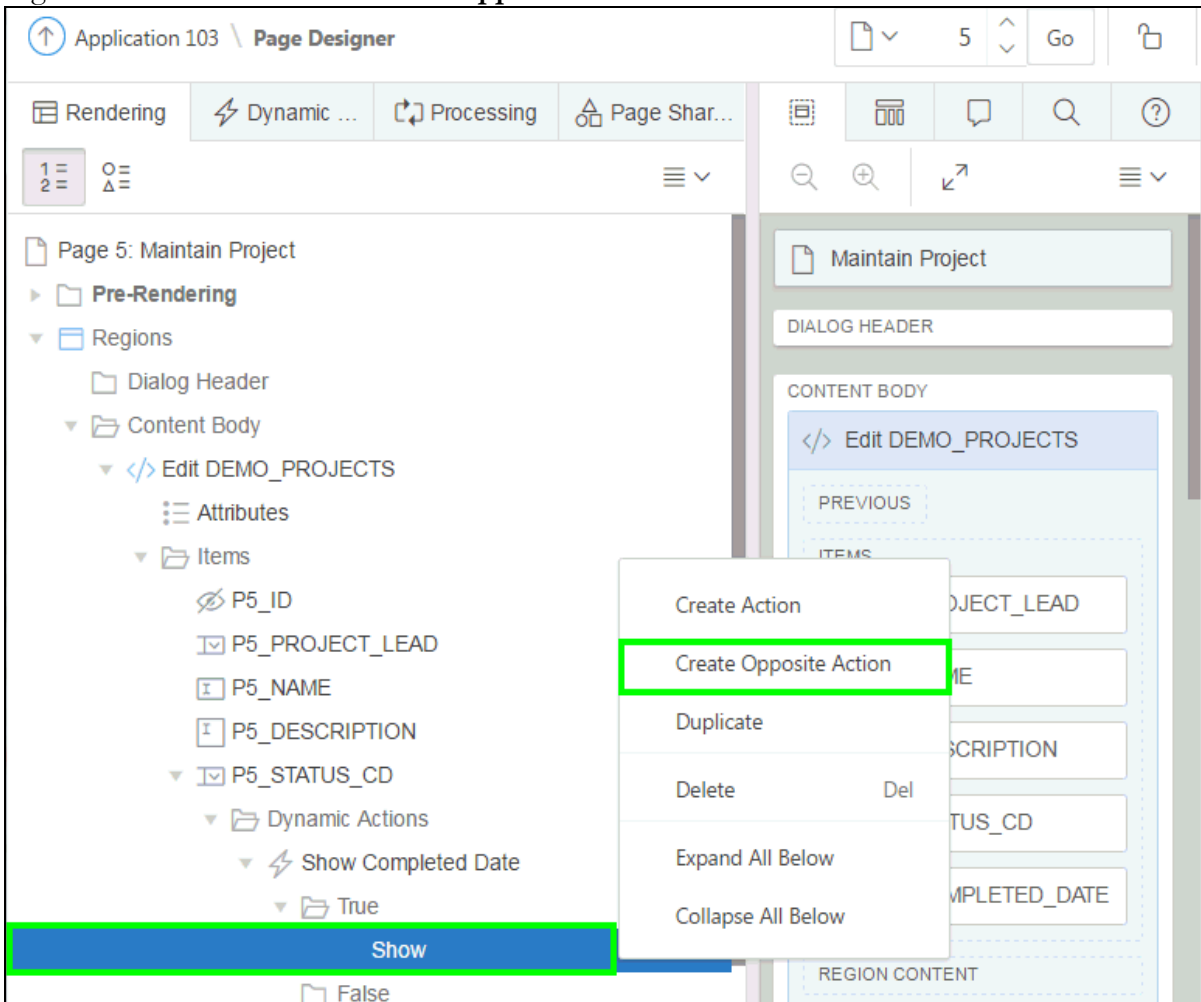 Application 103 \ Page Designer
5
Go
Rendering
Dynamic ...
Processing
Page Shar...
Page 5: Maintain Project
Pre-Rendering
Regions
Dialog Header
Content Body
</> Edit DEMO_PROJECTS
Attributes
Items
P5_ID
P5_PROJECT_LEAD
P5_NAME
P5_DESCRIPTION
P5_STATUS_CD
Dynamic Actions
Show Completed Date
True
Show
False
Create Action
Create Opposite Action
Duplicate
Delete Del
Expand All Below
Collapse All Below
Maintain Project
DIALOG HEADER
CONTENT BODY
</> Edit DEMO_PROJECTS
PREVIOUS
ITEMS
OJECT_LEAD
ME
SCRIPTION
TUS_CD
MPLETED_DATE
REGION CONTENT